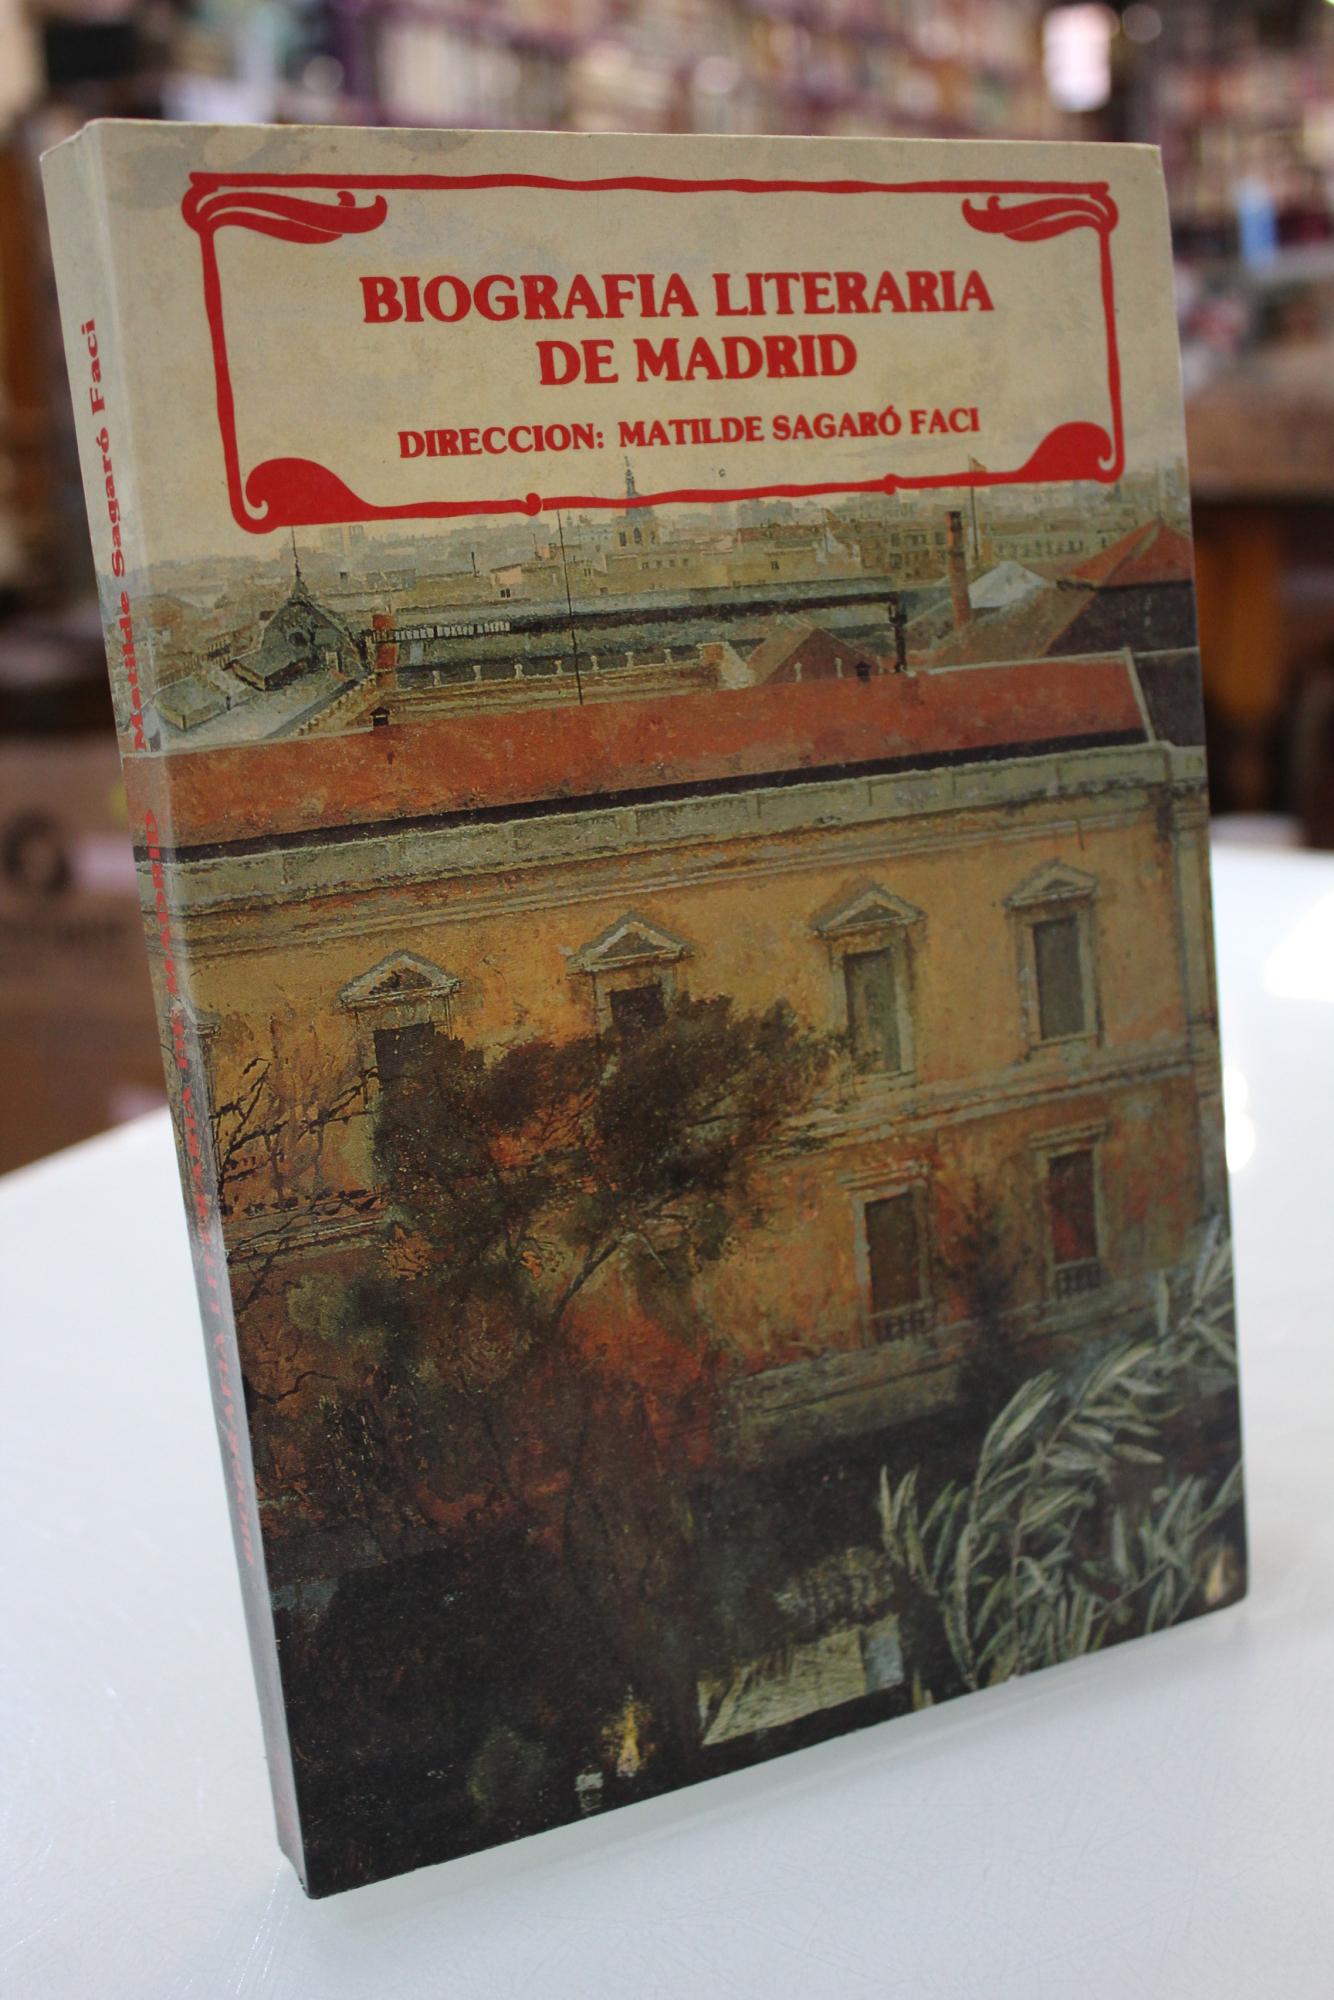 BIOGRAFIA LITERARIA
DE MADRID
DIRECCION: MATILDE SAGARÓ FACI
BIOGRAFIA LITERARIA DE MADRID Matilde Sagaró Faci